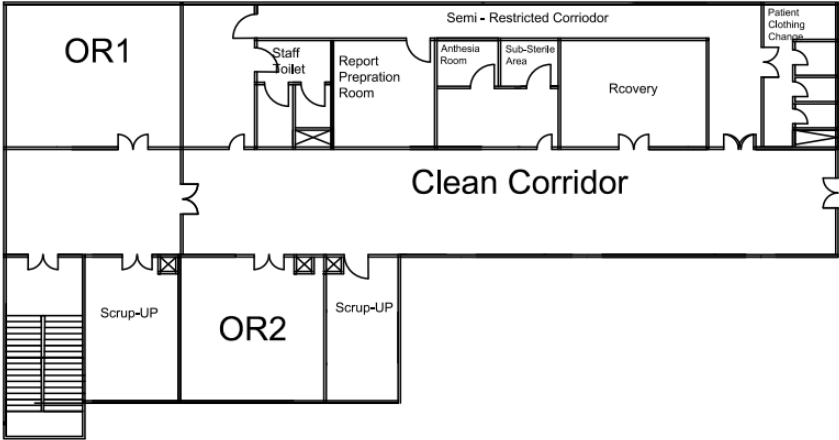 Semi - Restricted Corriodor
Patient
Clothing
Change
OR1
Staff
Toilet
Report
Prepration
Room
Anthesia
Room
Sub-Sterile
Area
Rcovery
Clean Corridor
Scrup-UP
OR2
Scrup-UP